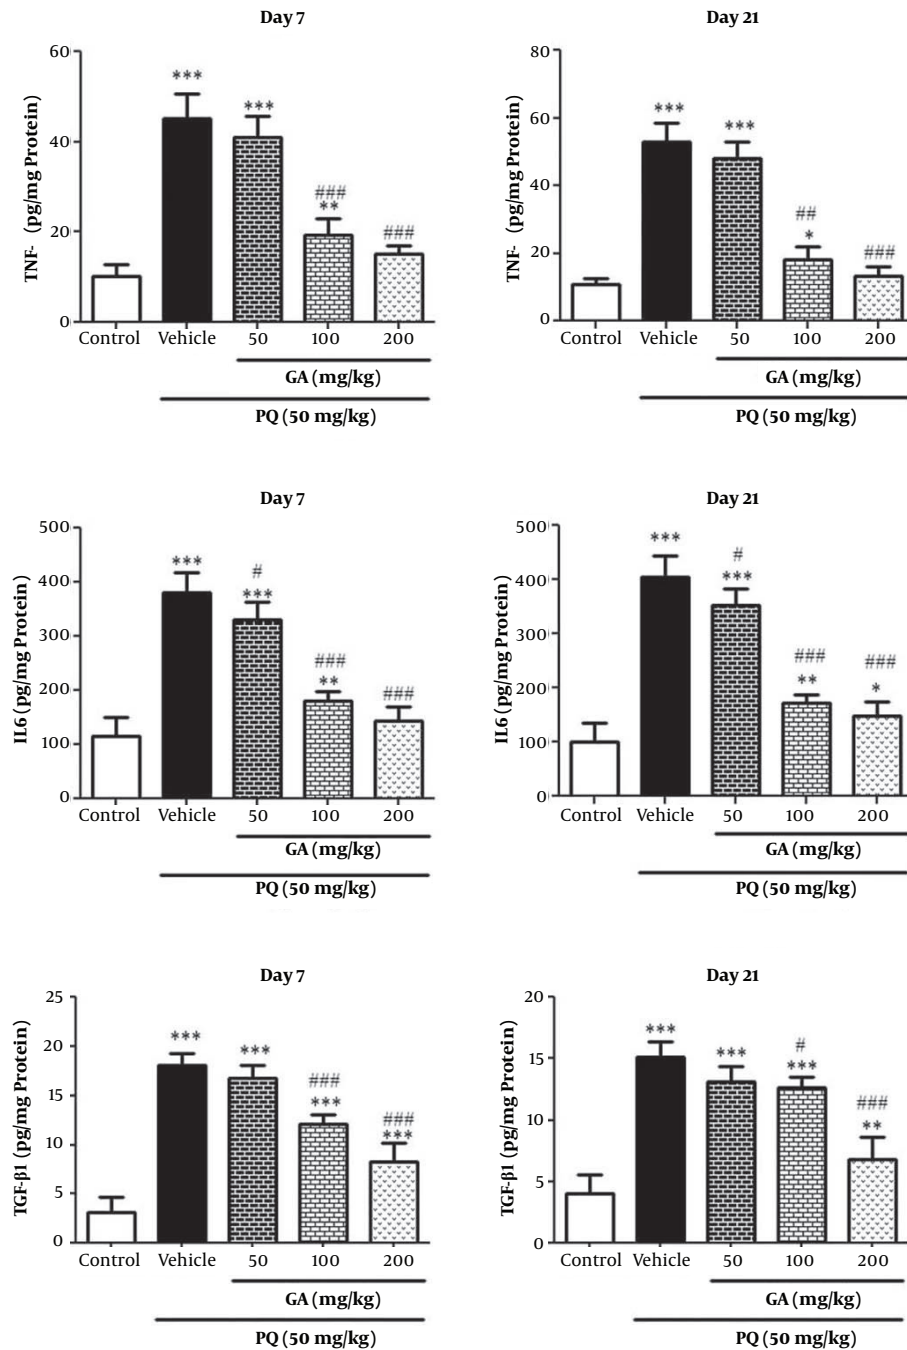 Day 7
TNF- (pg/mg Protein)
60
40
20
0
***
***
###
**
###
Control Vehicle 50 100 200
GA (mg/kg)
PQ (50 mg/kg)
Day 21
TNF- (pg/mg Protein)
80
60
40
20
0
***
***
##
*
###
Control Vehicle 50 100 200
GA (mg/kg)
PQ (50 mg/kg)
Day 7
IL6 (pg/mg Protein)
500
400
300
200
100
0
***
#
***
###
**
###
Control Vehicle 50 100 200
GA (mg/kg)
PQ (50 mg/kg)
Day 21
IL6 (pg/mg Protein)
500
400
300
200
100
0
***
#
***
###
**
###
*
Control Vehicle 50 100 200
GA (mg/kg)
PQ (50 mg/kg)
Day 7
TGF-β1 (pg/mg Protein)
25
20
15
10
5
0
***
***
###
***
###
***
Control Vehicle 50 100 200
GA (mg/kg)
PQ (50 mg/kg)
Day 21
TGF-β1 (pg/mg Protein)
20
15
10
5
0
***
***
#
***
###
**
Control Vehicle 50 100 200
GA (mg/kg)
PQ (50 mg/kg)